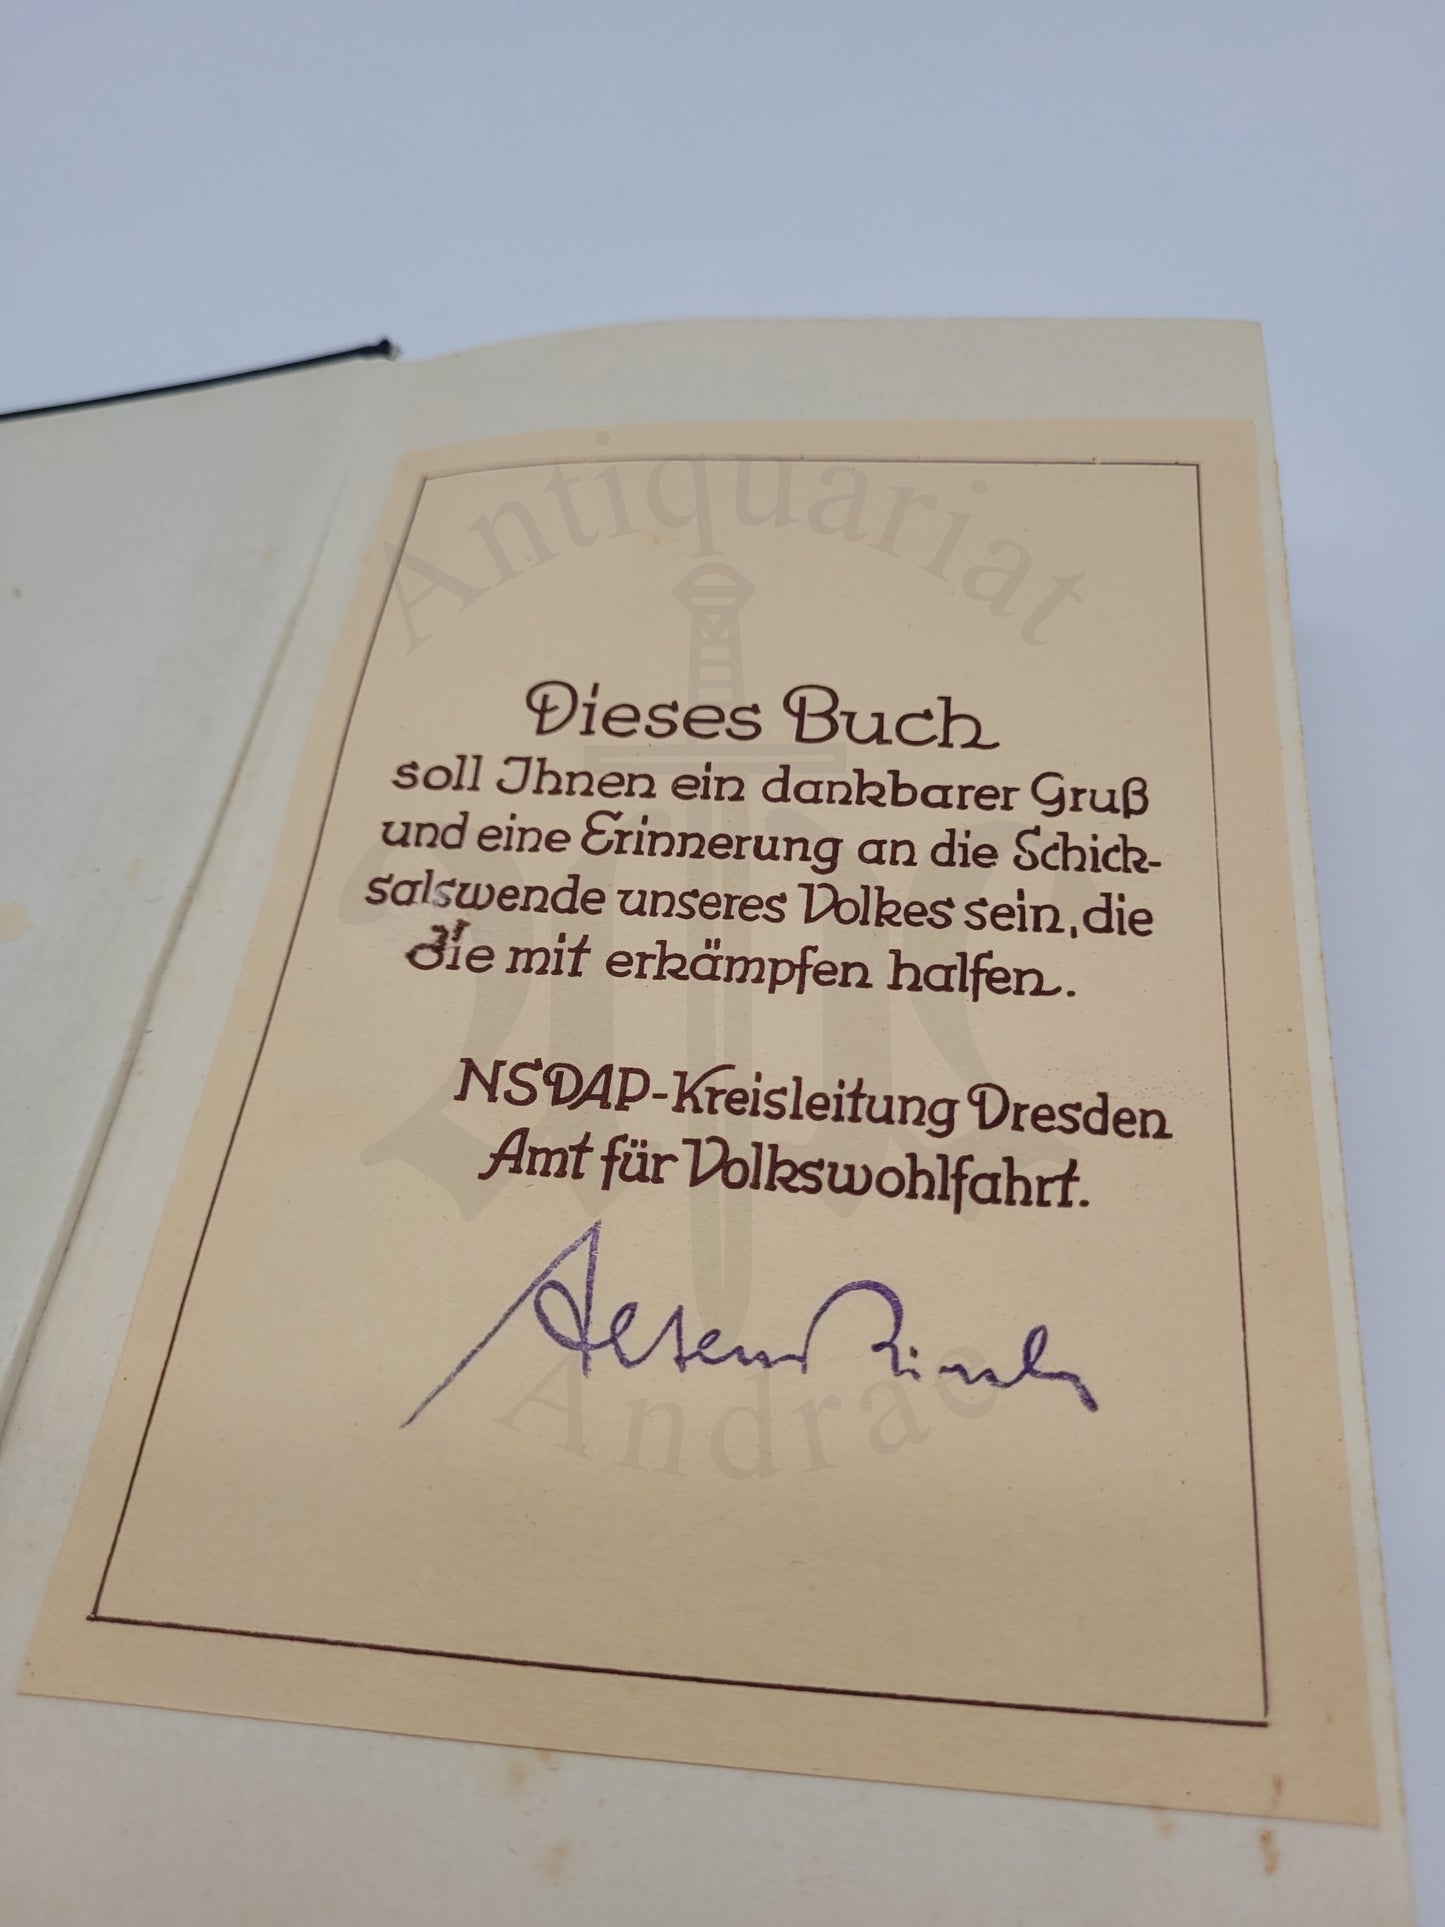 Antiquariat
Dieses Buch
soll Ihnen ein dankbarer Gruß
und eine Erinnerung an die Schick-
salswende unseres Volkes sein, die
Sie mit erkämpfen halfen.
NSDAP-Kreisleitung Dresden
Amt für Volkswohlfahrt.
Andrae